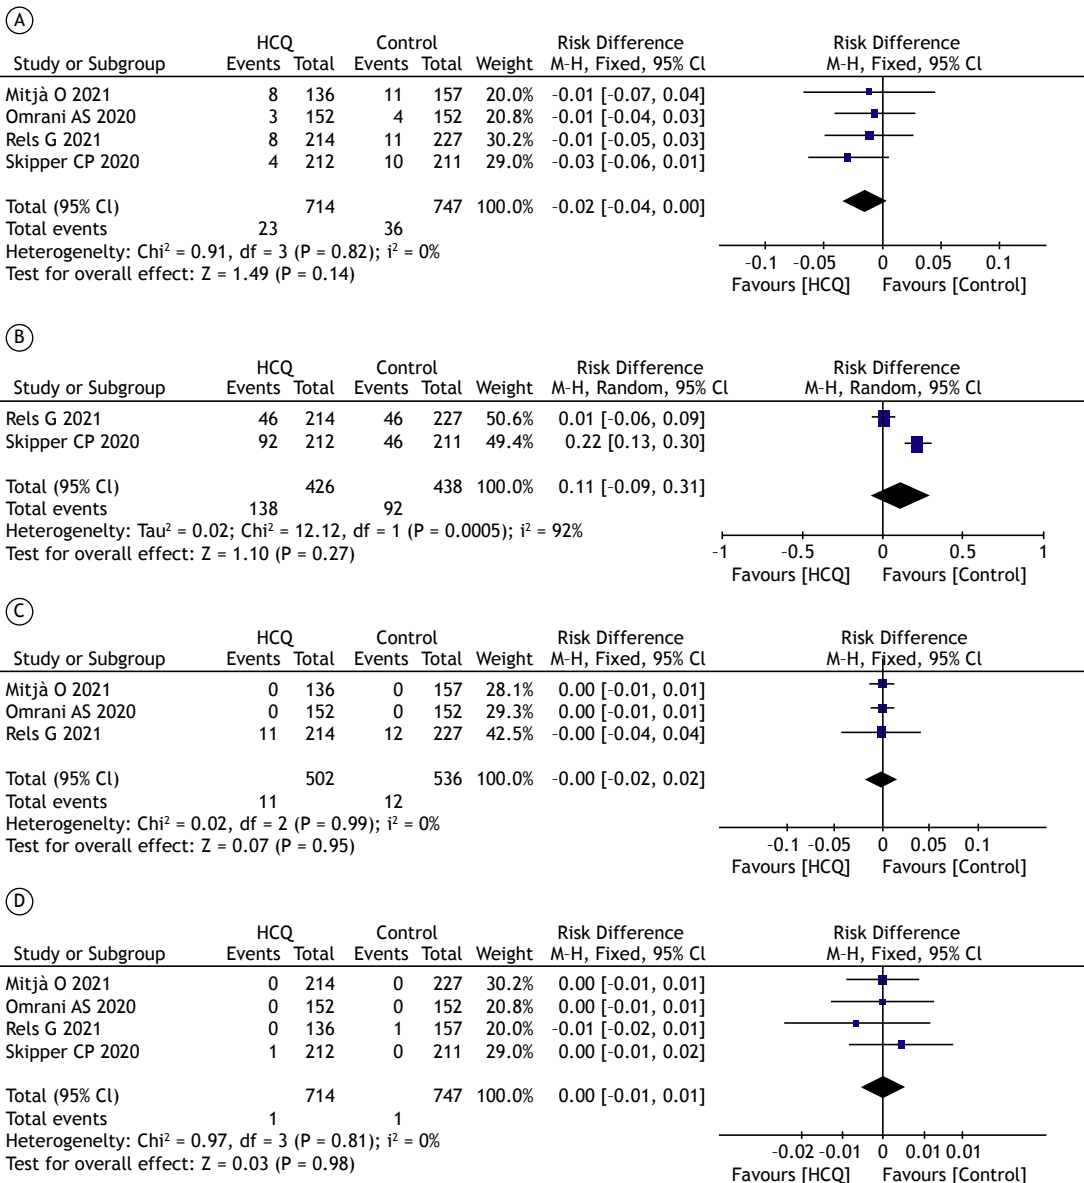 A
HCQ Control Risk Difference Risk Difference
Study or Subgroup Events Total Events Total Weight M-H, Fixed, 95% Cl M-H, Fixed, 95% Cl
Mitjà O 2021 8 136 11 157 20.0% -0.01 [-0.07, 0.04]
Omrani AS 2020 3 152 4 152 20.8% -0.01 [-0.04, 0.03]
Rels G 2021 8 214 11 227 30.2% -0.01 [-0.05, 0.03]
Skipper CP 2020 4 212 10 211 29.0% -0.03 [-0.06, 0.01]
Total (95% Cl) 714 747 100.0% -0.02 [-0.04, 0.00]
Total events 23 36
Heterogenelty: Chi² = 0.91, df = 3 (P = 0.82); i² = 0%
Test for overall effect: Z = 1.49 (P = 0.14)
-0.1 -0.05 0 0.05 0.1
Favours [HCQ] Favours [Control]
B
HCQ Control Risk Difference Risk Difference
Study or Subgroup Events Total Events Total Weight M-H, Random, 95% Cl M-H, Random, 95% Cl
Rels G 2021 46 214 46 227 50.6% 0.01 [-0.06, 0.09]
Skipper CP 2020 92 212 46 211 49.4% 0.22 [0.13, 0.30]
Total (95% Cl) 426 438 100.0% 0.11 [-0.09, 0.31]
Total events 138 92
Heterogenelty: Tau² = 0.02; Chi² = 12.12, df = 1 (P = 0.0005); i² = 92%
Test for overall effect: Z = 1.10 (P = 0.27)
-1 -0.5 0 0.5 1
Favours [HCQ] Favours [Control]
C
HCQ Control Risk Difference Risk Difference
Study or Subgroup Events Total Events Total Weight M-H, Fixed, 95% Cl M-H, Fixed, 95% Cl
Mitjà O 2021 0 136 0 157 28.1% 0.00 [-0.01, 0.01]
Omrani AS 2020 0 152 0 152 29.3% 0.00 [-0.01, 0.01]
Rels G 2021 11 214 12 227 42.5% -0.00 [-0.04, 0.04]
Total (95% Cl) 502 536 100.0% -0.00 [-0.02, 0.02]
Total events 11 12
Heterogenelty: Chi² = 0.02, df = 2 (P = 0.99); i² = 0%
Test for overall effect: Z = 0.07 (P = 0.95)
-0.1 -0.05 0 0.05 0.1
Favours [HCQ] Favours [Control]
D
HCQ Control Risk Difference Risk Difference
Study or Subgroup Events Total Events Total Weight M-H, Fixed, 95% Cl M-H, Fixed, 95% Cl
Mitjà O 2021 0 214 0 227 30.2% 0.00 [-0.01, 0.01]
Omrani AS 2020 0 152 0 152 20.8% 0.00 [-0.01, 0.01]
Rels G 2021 0 136 1 157 20.0% -0.01 [-0.02, 0.01]
Skipper CP 2020 1 212 0 211 29.0% 0.00 [-0.01, 0.02]
Total (95% Cl) 714 747 100.0% 0.00 [-0.01, 0.01]
Total events 1 1
Heterogenelty: Chi² = 0.97, df = 3 (P = 0.81); i² = 0%
Test for overall effect: Z = 0.03 (P = 0.98)
-0.02 -0.01 0 0.01 0.01
Favours [HCQ] Favours [Control]